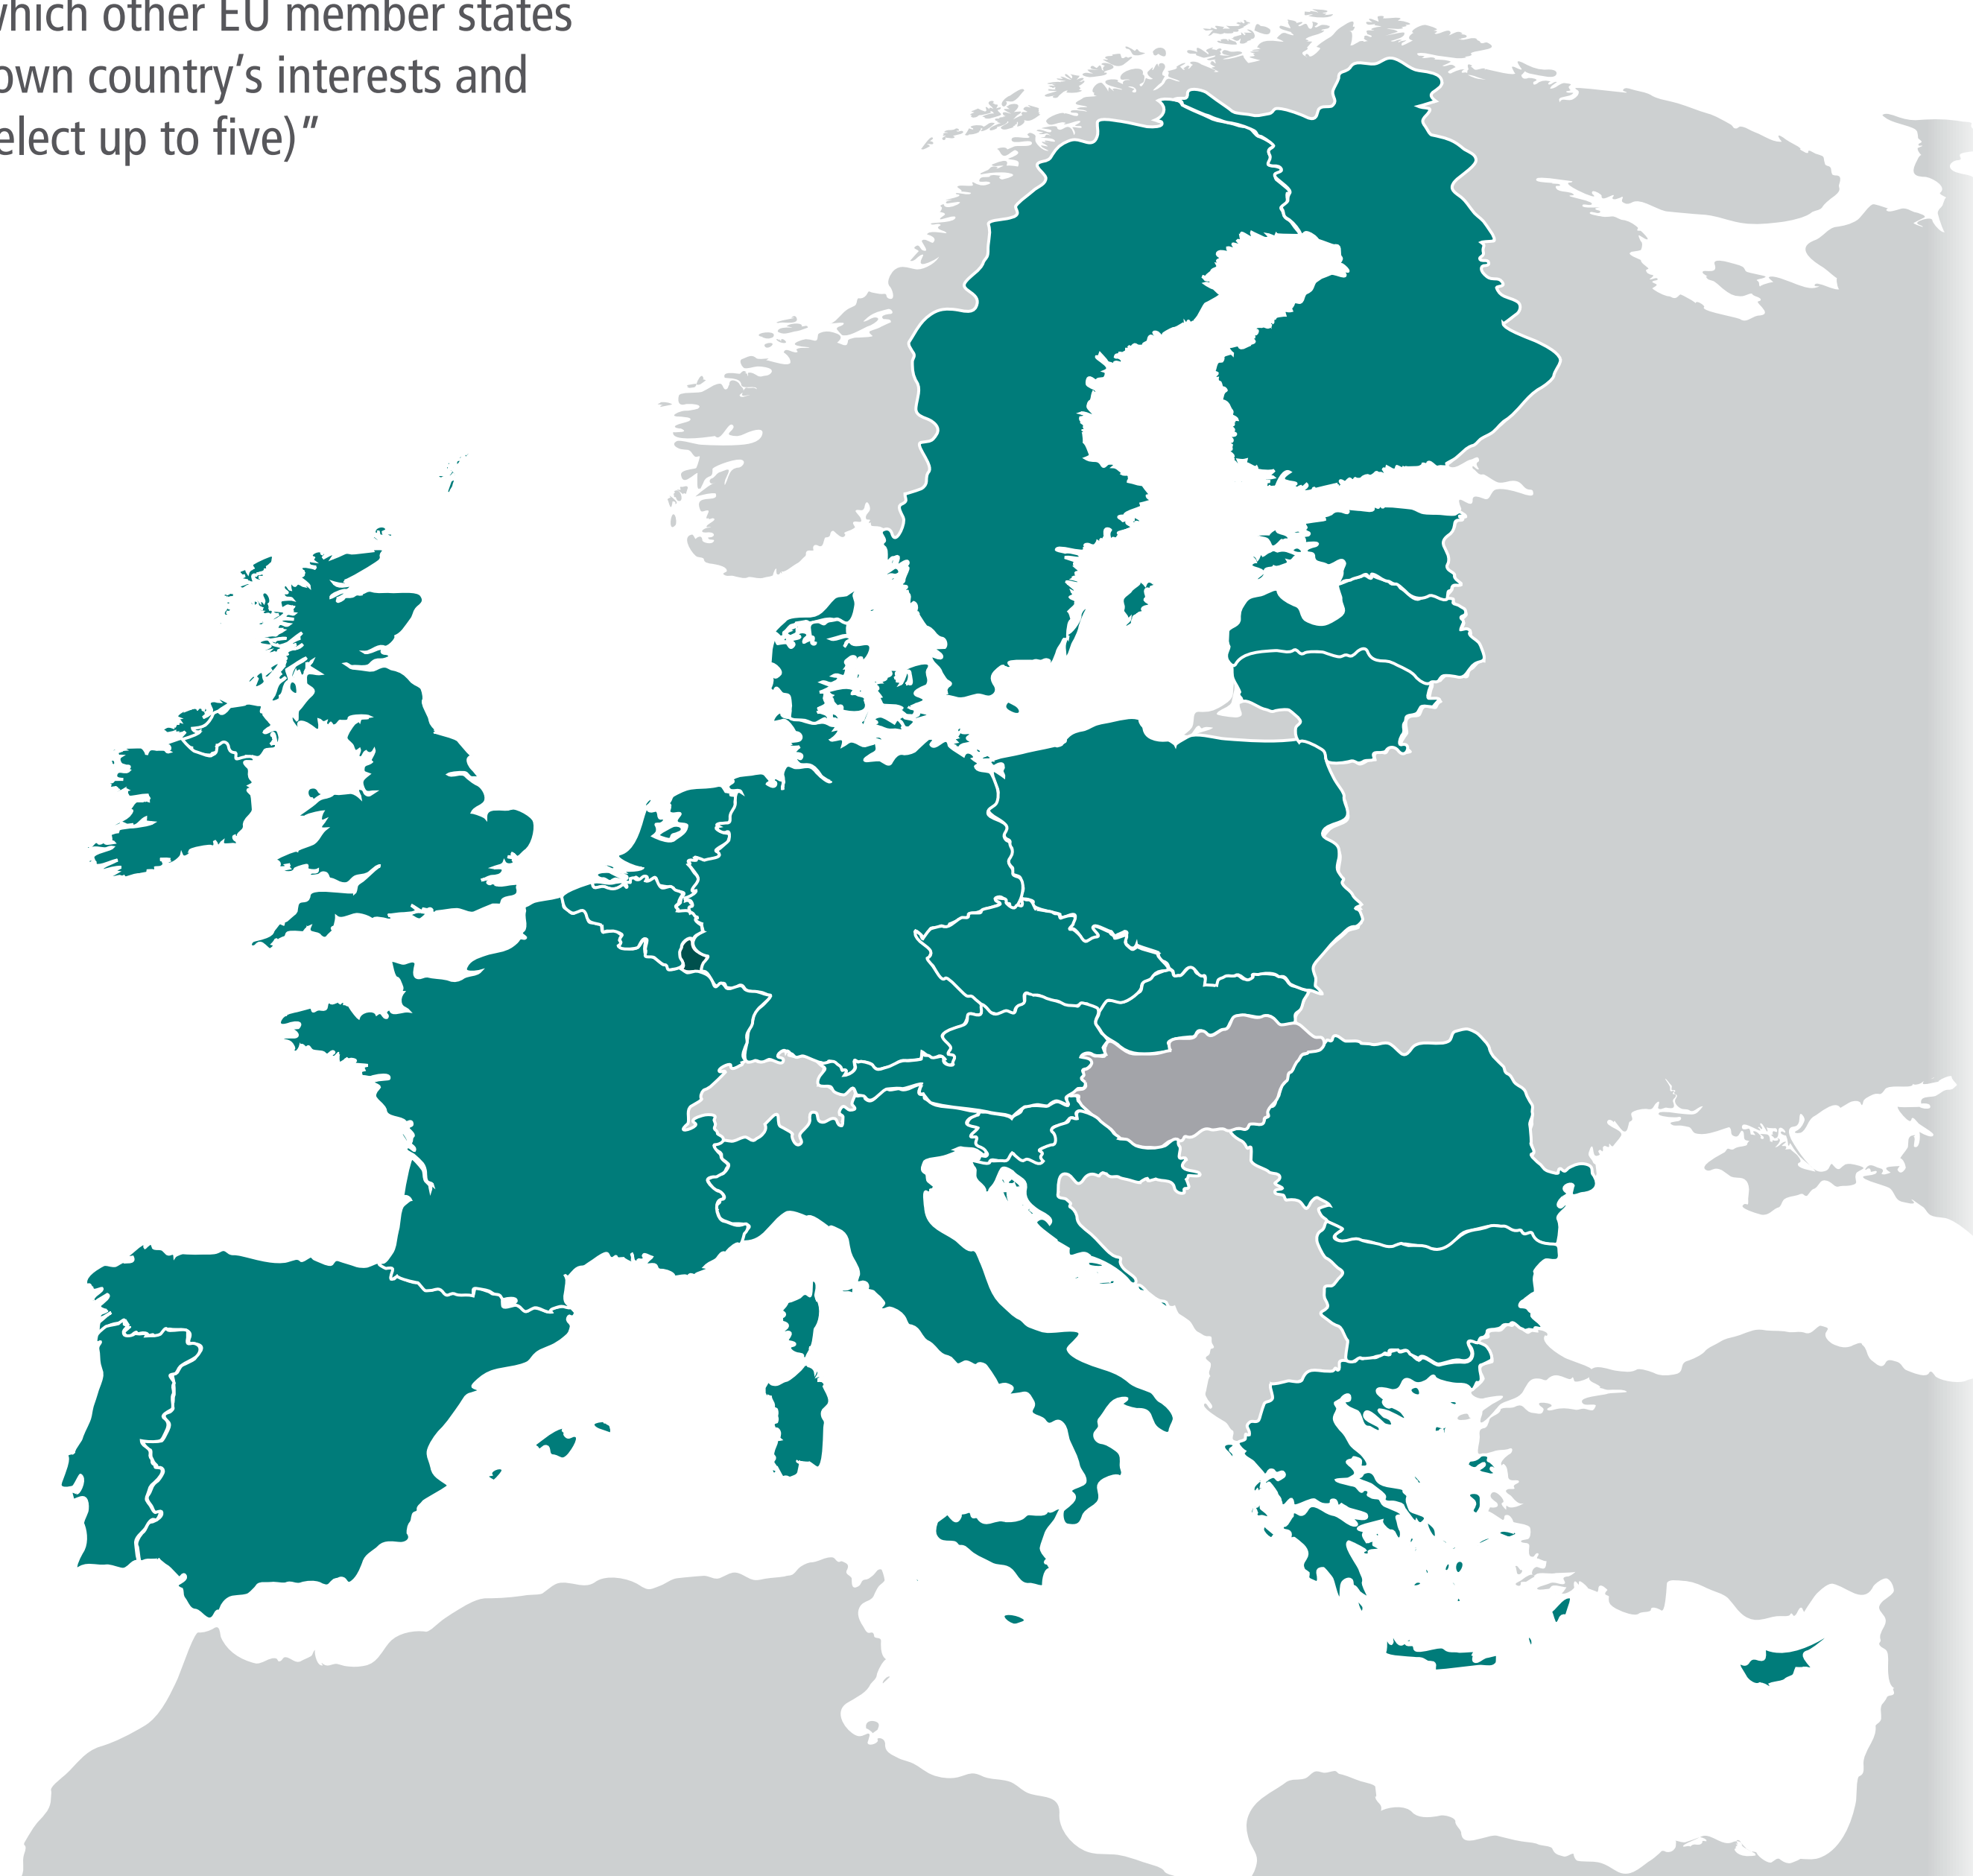 which other EU member states
own country's interests and
elect up to five)”